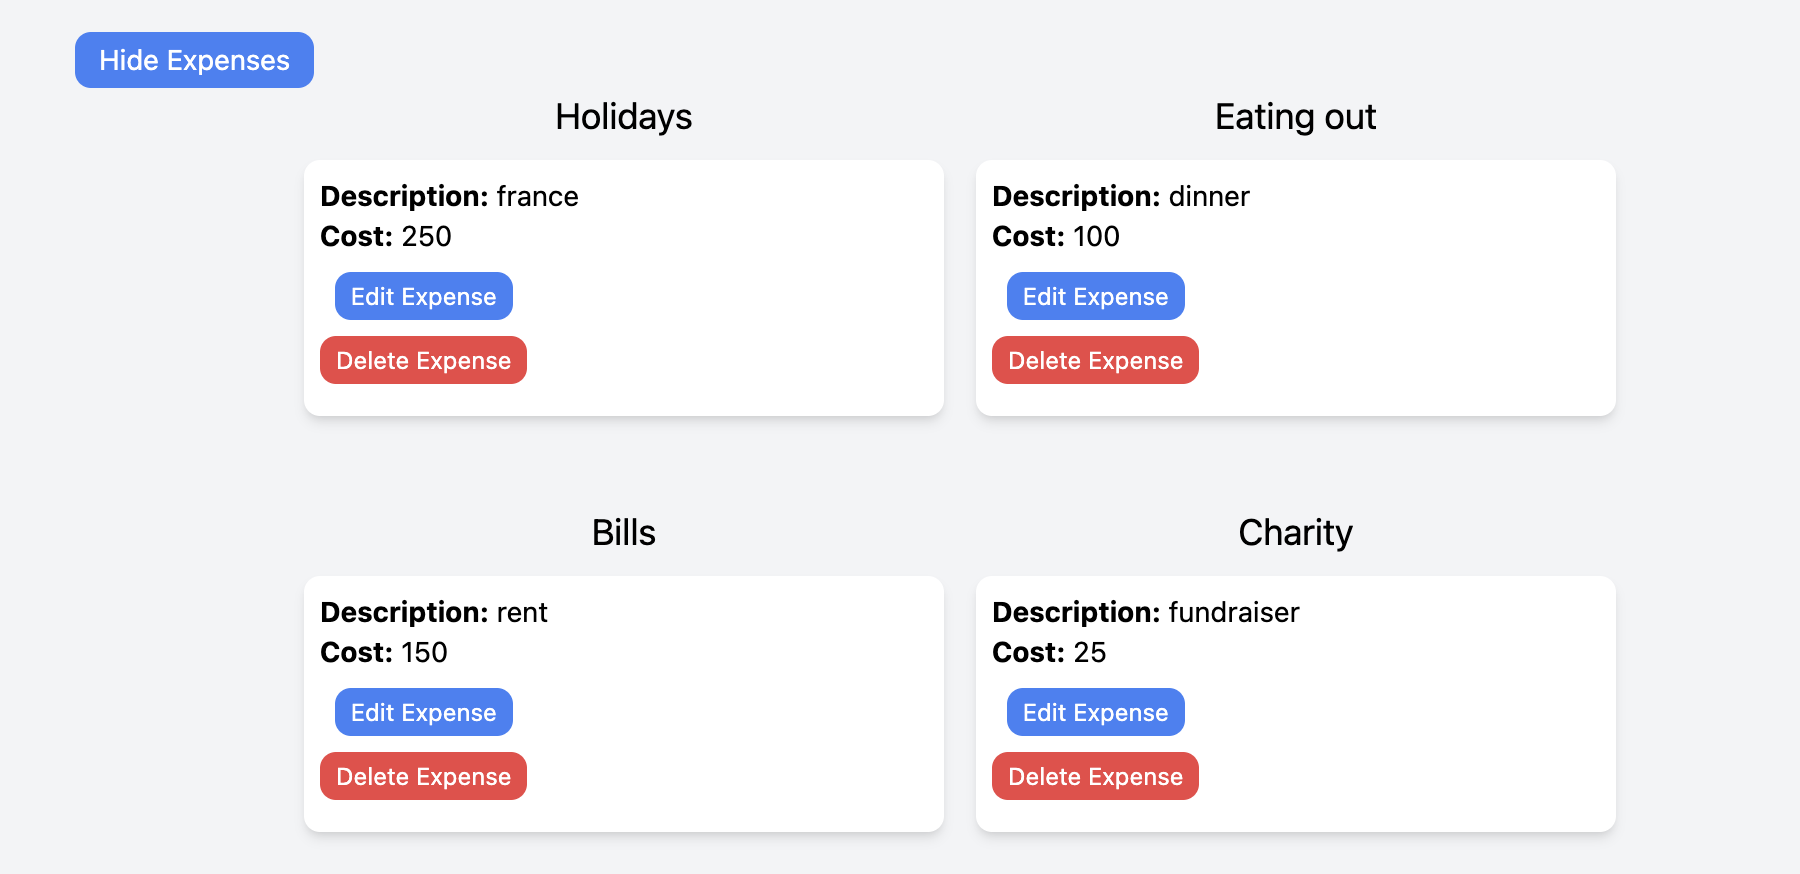 Hide Expenses
Holidays
Description: france
Cost: 250
Edit Expense
Delete Expense
Eating out
Description: dinner
Cost: 100
Edit Expense
Delete Expense
Bills
Description: rent
Cost: 150
Edit Expense
Delete Expense
Charity
Description: fundraiser
Cost: 25
Edit Expense
Delete Expense